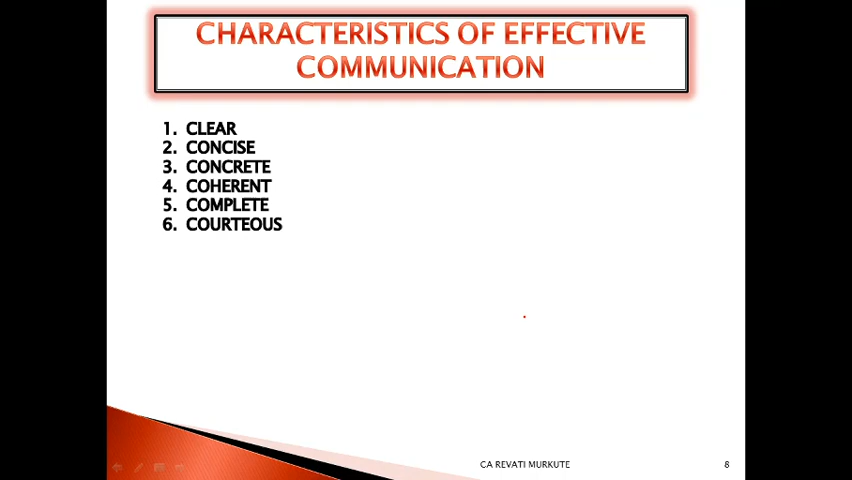 CHARACTERISTICS OF EFFECTIVE
COMMUNICATION
1. CLEAR
2. CONCISE
3. CONCRETE
4. COHERENT
5. COMPLETE
6. COURTEOUS
CA REVATI MURKUTE
8